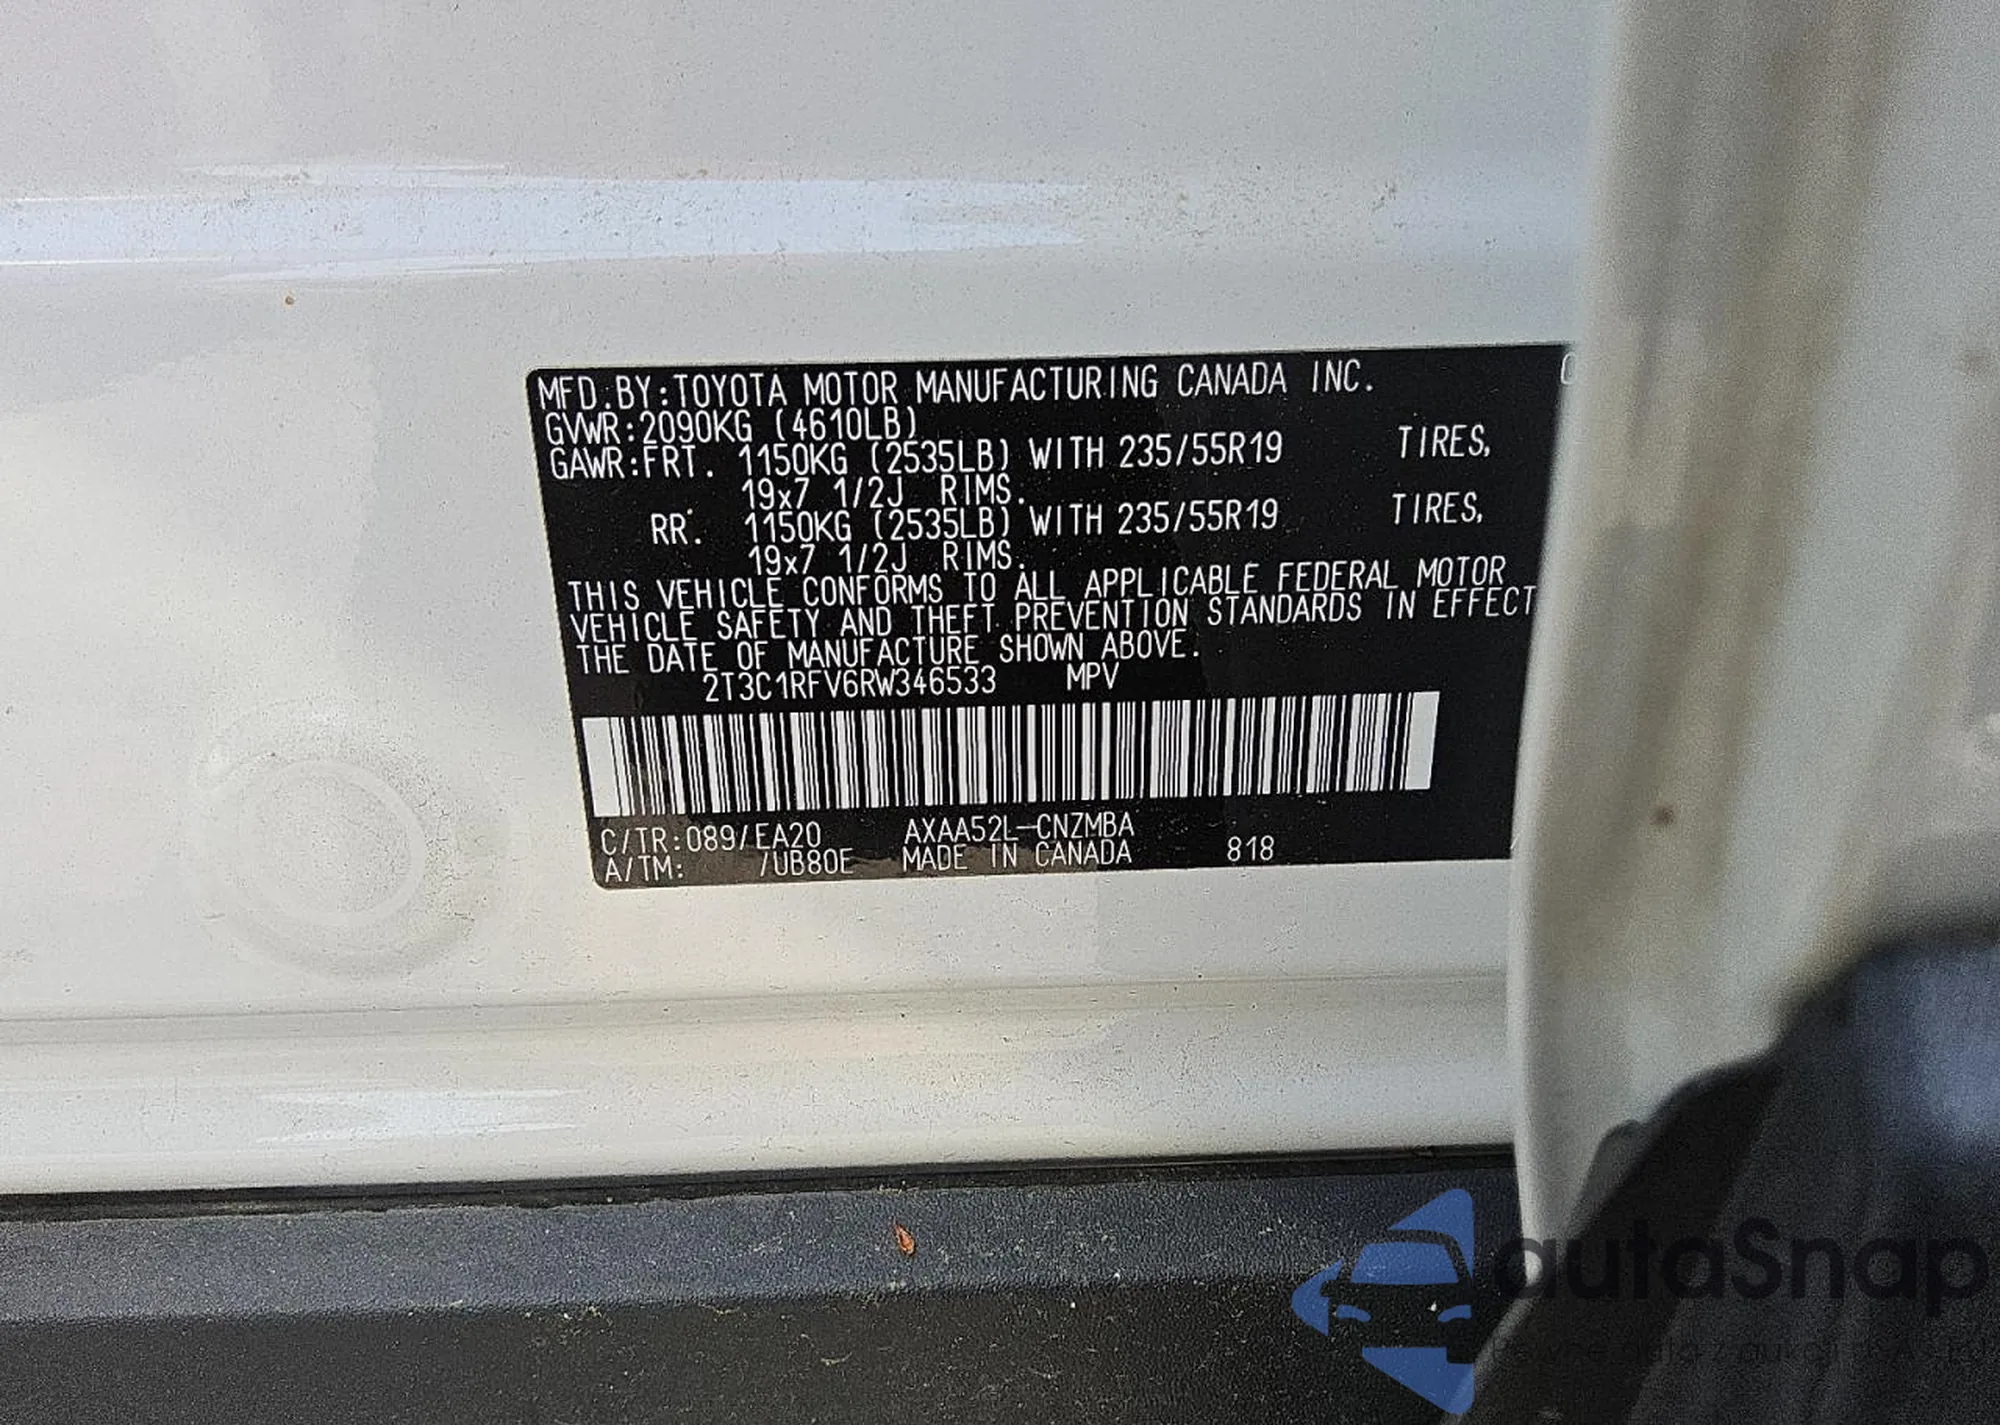 MFD.BY:TOYOTA MOTOR MANUFACTURING CANADA INC.
GVWR:2090KG (4610LB)
GAWR:FRT. 1150KG (2535LB) WITH 235/55R19 TIRES,
19x7 1/2J RIMS.
RR. 1150KG (2535LB) WITH 235/55R19 TIRES,
19x7 1/2J RIMS.
THIS VEHICLE CONFORMS TO ALL APPLICABLE FEDERAL MOTOR
VEHICLE SAFETY AND THEFT PREVENTION STANDARDS IN EFFECT
THE DATE OF MANUFACTURE SHOWN ABOVE.
2T3C1RFV6RW346533 MPV
C/TR:089/EA20 AXAA52L-CNZMBA
A/TM: /UB80E MADE IN CANADA 818
autoSnap